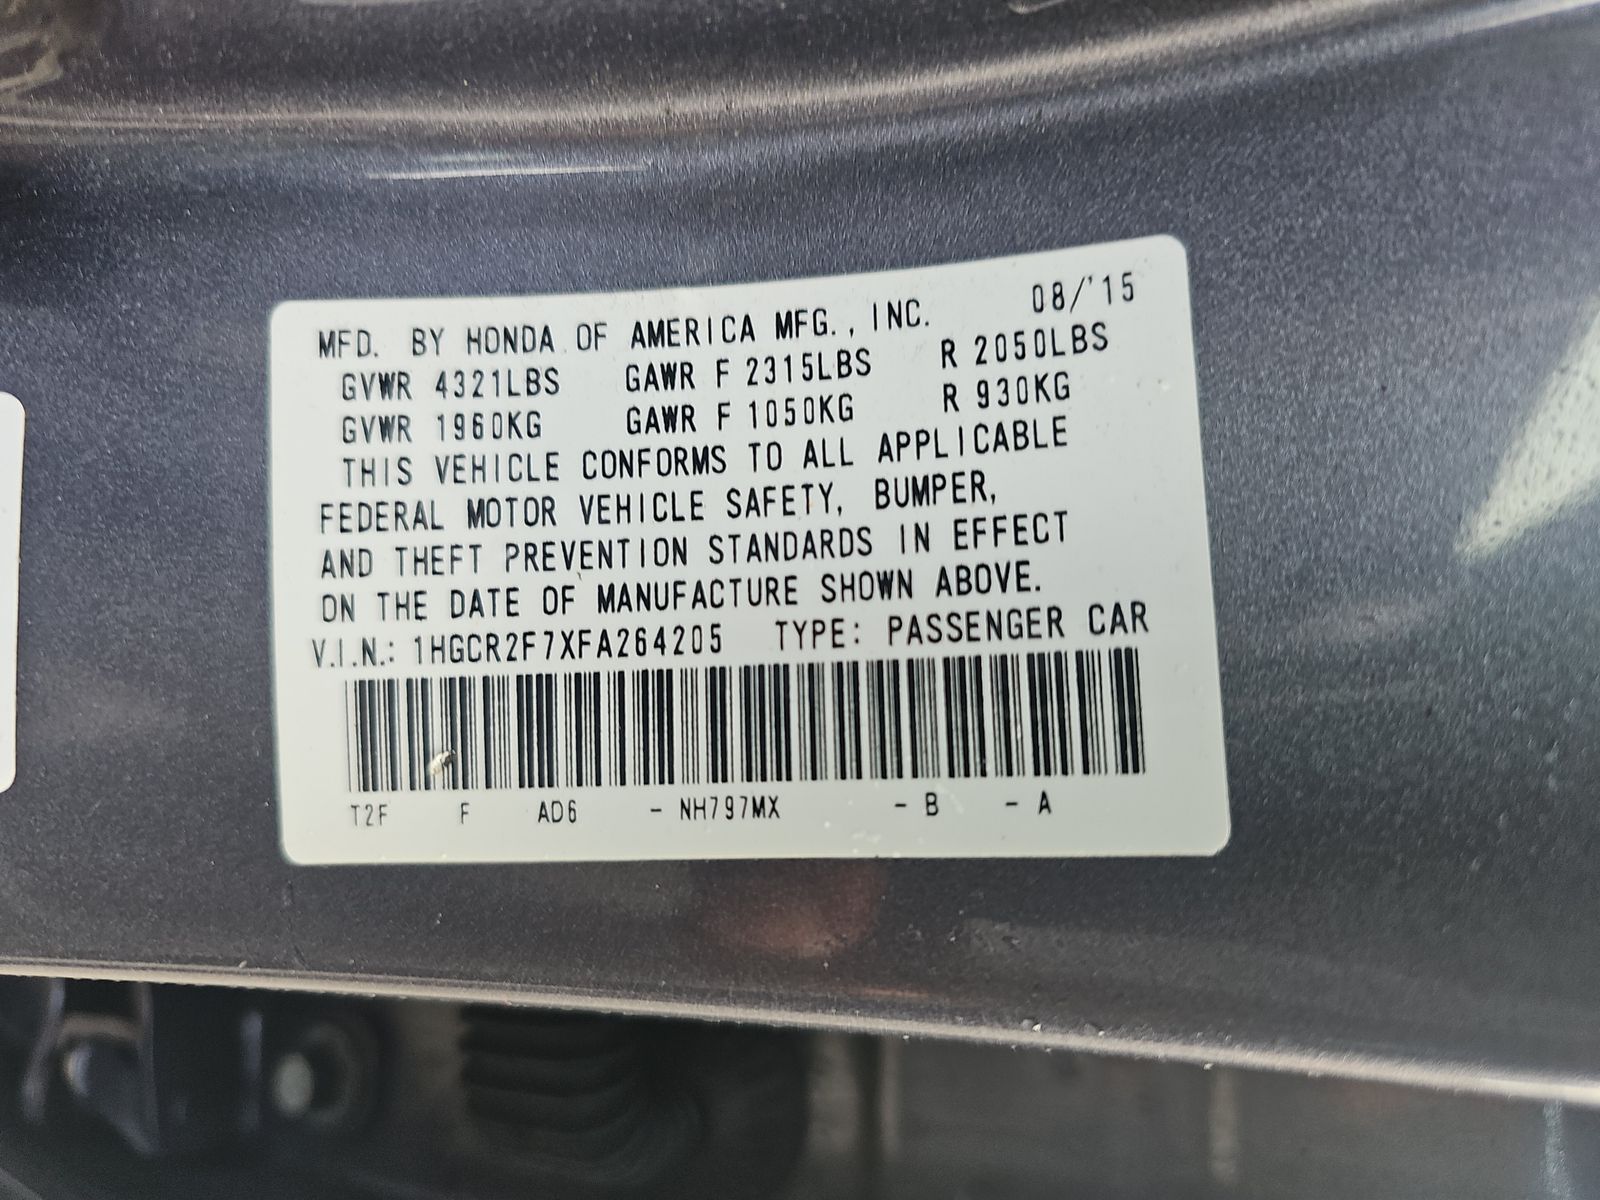 MFD. BY HONDA OF AMERICA MFG., INC. 08/'15
GVWR 4321LBS GAWR F 2315LBS R 2050LBS
GVWR 1960KG GAWR F 1050KG R 930KG
THIS VEHICLE CONFORMS TO ALL APPLICABLE
FEDERAL MOTOR VEHICLE SAFETY, BUMPER,
AND THEFT PREVENTION STANDARDS IN EFFECT
ON THE DATE OF MANUFACTURE SHOWN ABOVE.
V.I.N.: 1HGCR2F7XFA264205 TYPE: PASSENGER CAR
T2F F AD6 - NH797MX - B - A